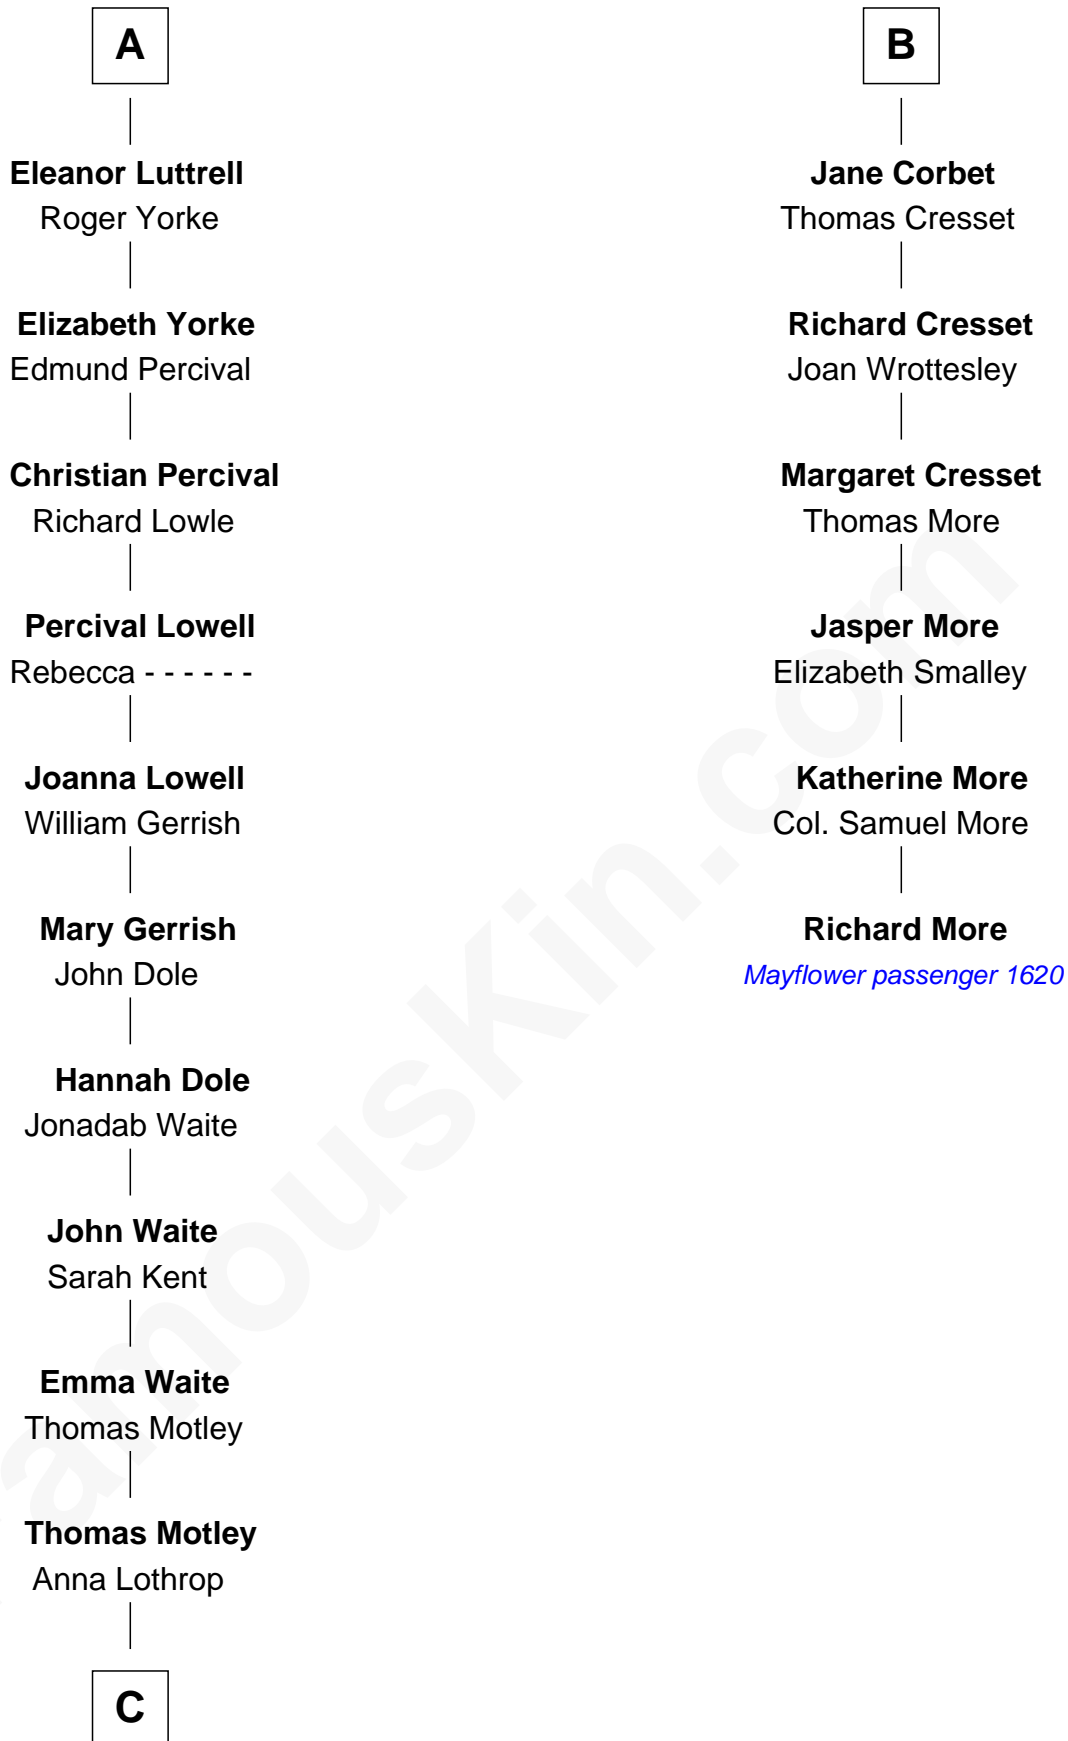 A
Eleanor Luttrell
Roger Yorke
Elizabeth Yorke
Edmund Percival
Christian Percival
Richard Lowle
Percival Lowell
Rebecca - - - - - -
Joanna Lowell
William Gerrish
Mary Gerrish
John Dole
Hannah Dole
Jonadab Waite
John Waite
Sarah Kent
Emma Waite
Thomas Motley
Thomas Motley
Anna Lothrop
C
B
Jane Corbet
Thomas Cresset
Richard Cresset
Joan Wrottesley
Margaret Cresset
Thomas More
Jasper More
Elizabeth Smalley
Katherine More
Col. Samuel More
Richard More
Mayflower passenger 1620
amouskin.com